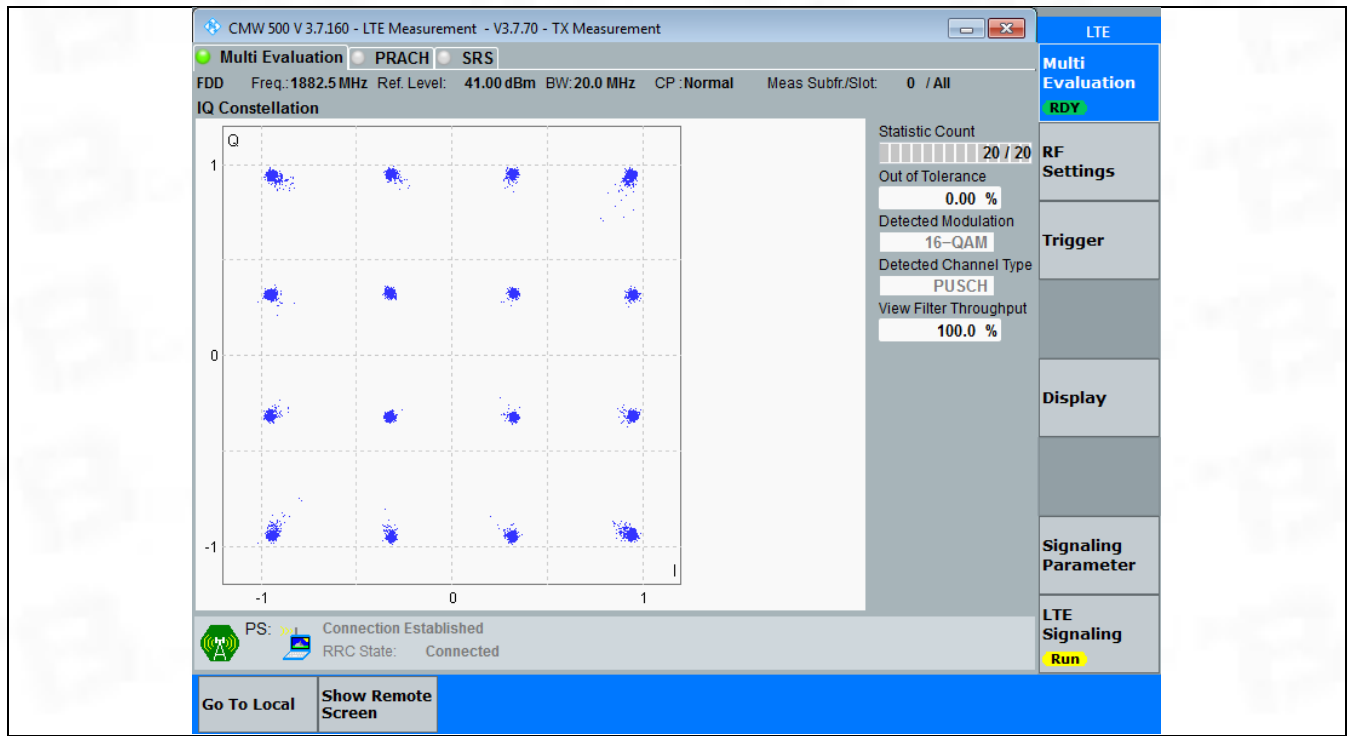 CMW 500 V 3.7.160 - LTE Measurement - V3.7.70 - TX Measurement
LTE
Multi Evaluation PRACH SRS
FDD Freq.:1882.5 MHz Ref. Level: 41.00 dBm BW:20.0 MHz CP :Normal Meas Subfr./Slot: 0 / All
IQ Constellation
Q
1
0
-1
-1 0 1
I
Statistic Count
20 / 20
Out of Tolerance
0.00 %
Detected Modulation
16-QAM
Detected Channel Type
PUSCH
View Filter Throughput
100.0 %
Multi
Evaluation
RDY
RF
Settings
Trigger
Display
Signaling
Parameter
LTE
Signaling
Run
PS: Connection Established
RRC State: Connected
Go To Local
Show Remote
Screen